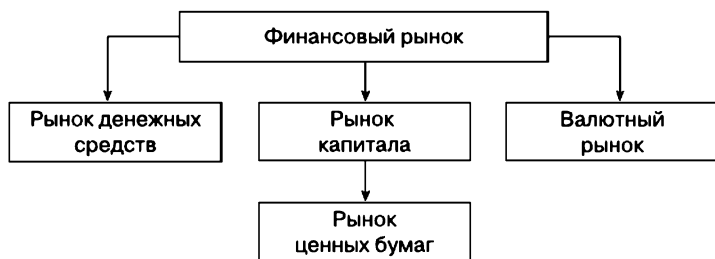 Финансовый рынок
Рынок денежных
средств
Рынок
капитала
Валютный
рынок
Рынок
ценных бумаг